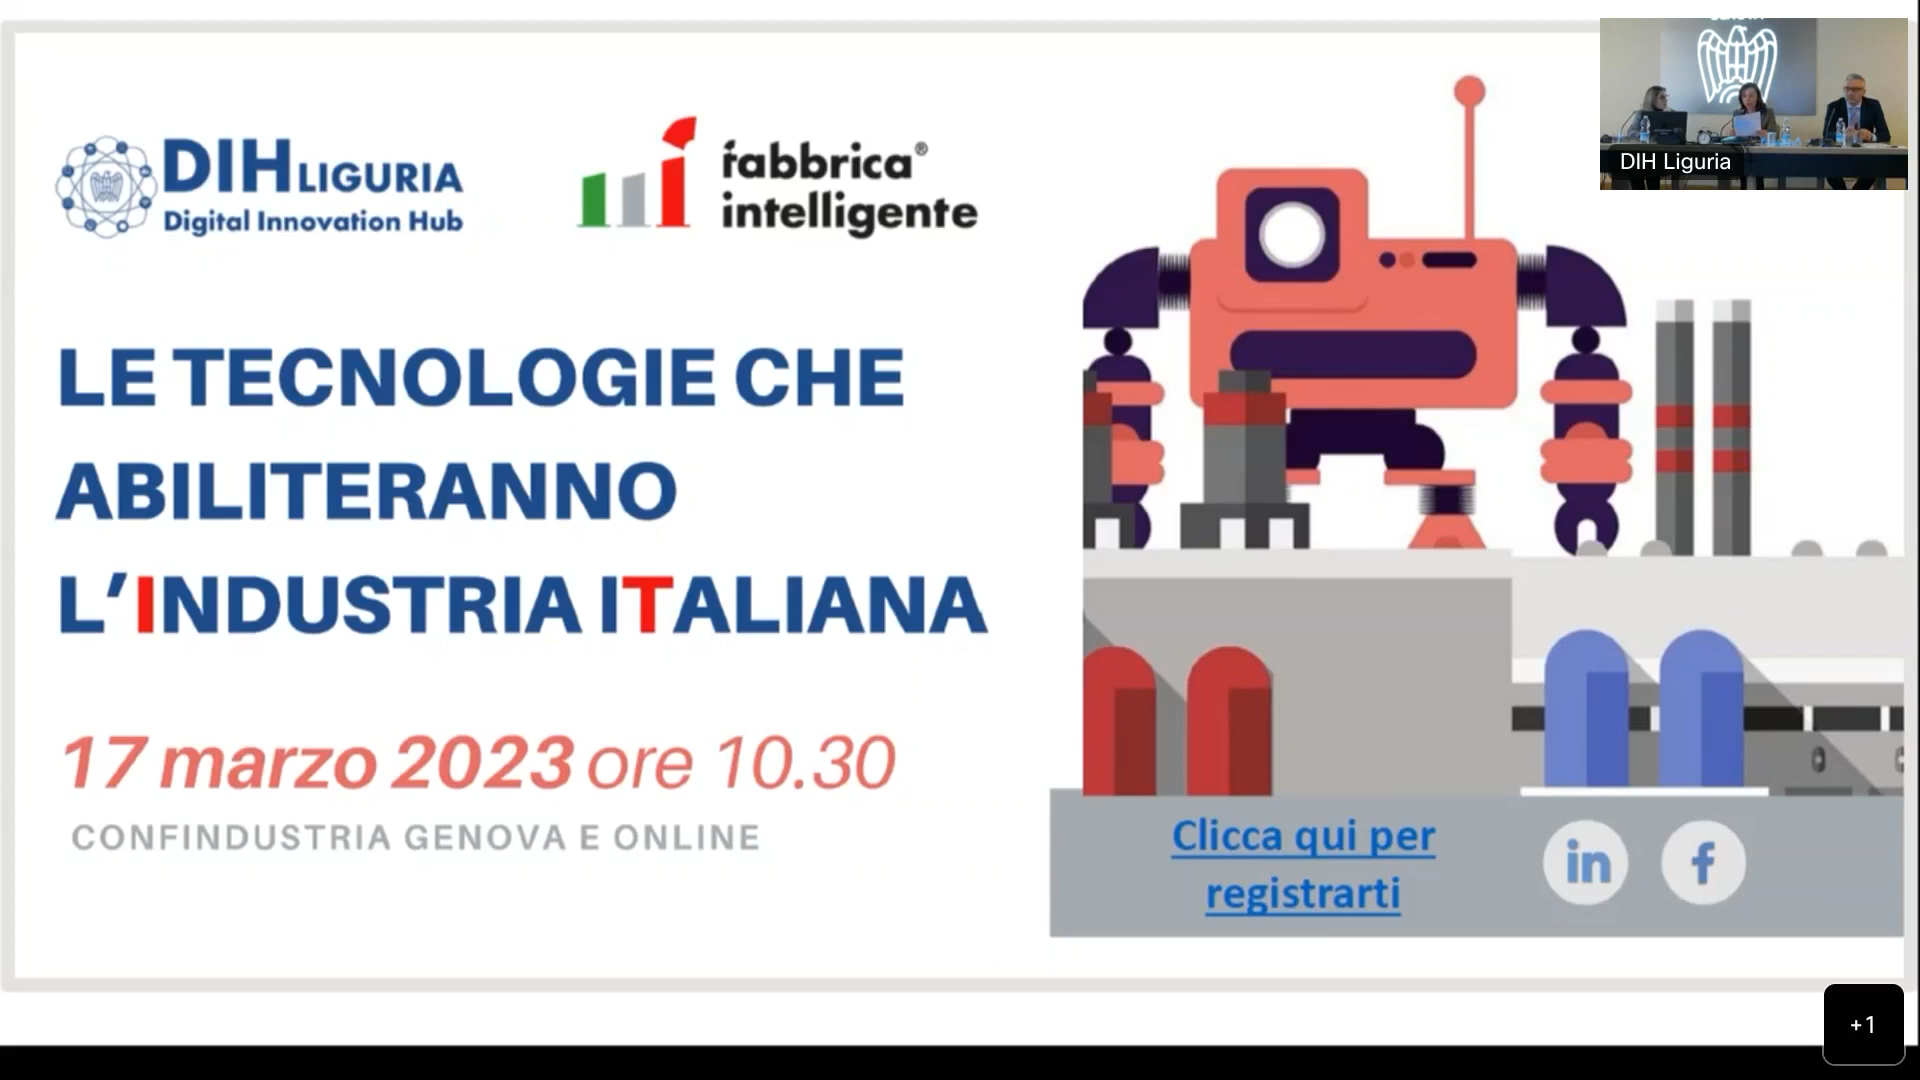 DIH LIGURIA
Digital Innovation Hub
fabbrica®
intelligente
LE TECNOLOGIE CHE
ABILITERANNO
L’INDUSTRIA ITALIANA
17 marzo 2023 ore 10.30
CONFINDUSTRIA GENOVA E ONLINE
Clicca qui per
registrarti
in f
DIH Liguria
+1